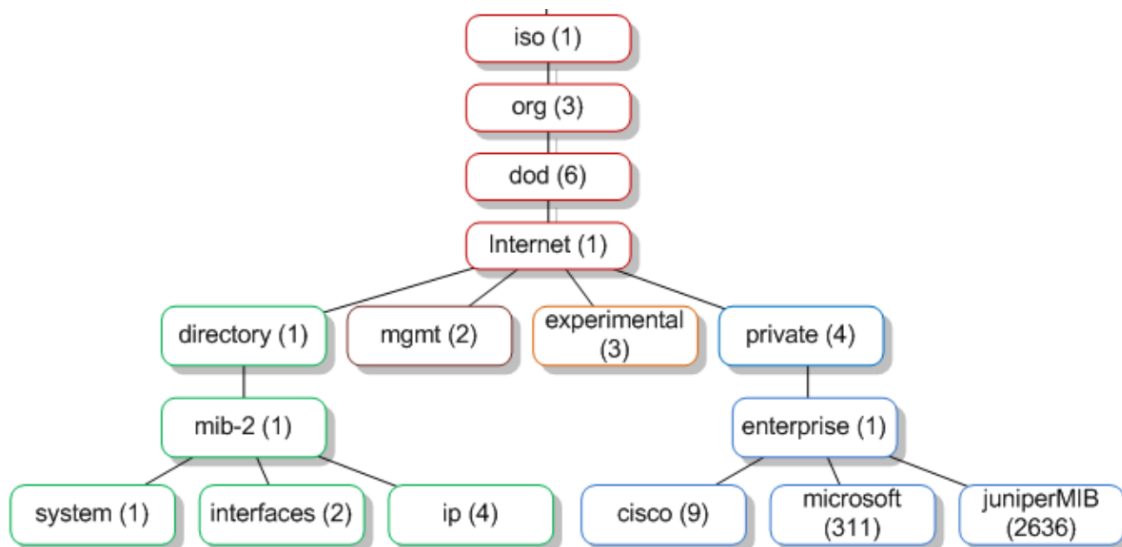 iso (1)
org (3)
dod (6)
Internet (1)
directory (1)
mgmt (2)
experimental
(3)
private (4)
mib-2 (1)
enterprise (1)
system (1)
interfaces (2)
ip (4)
cisco (9)
microsoft
(311)
juniperMIB
(2636)